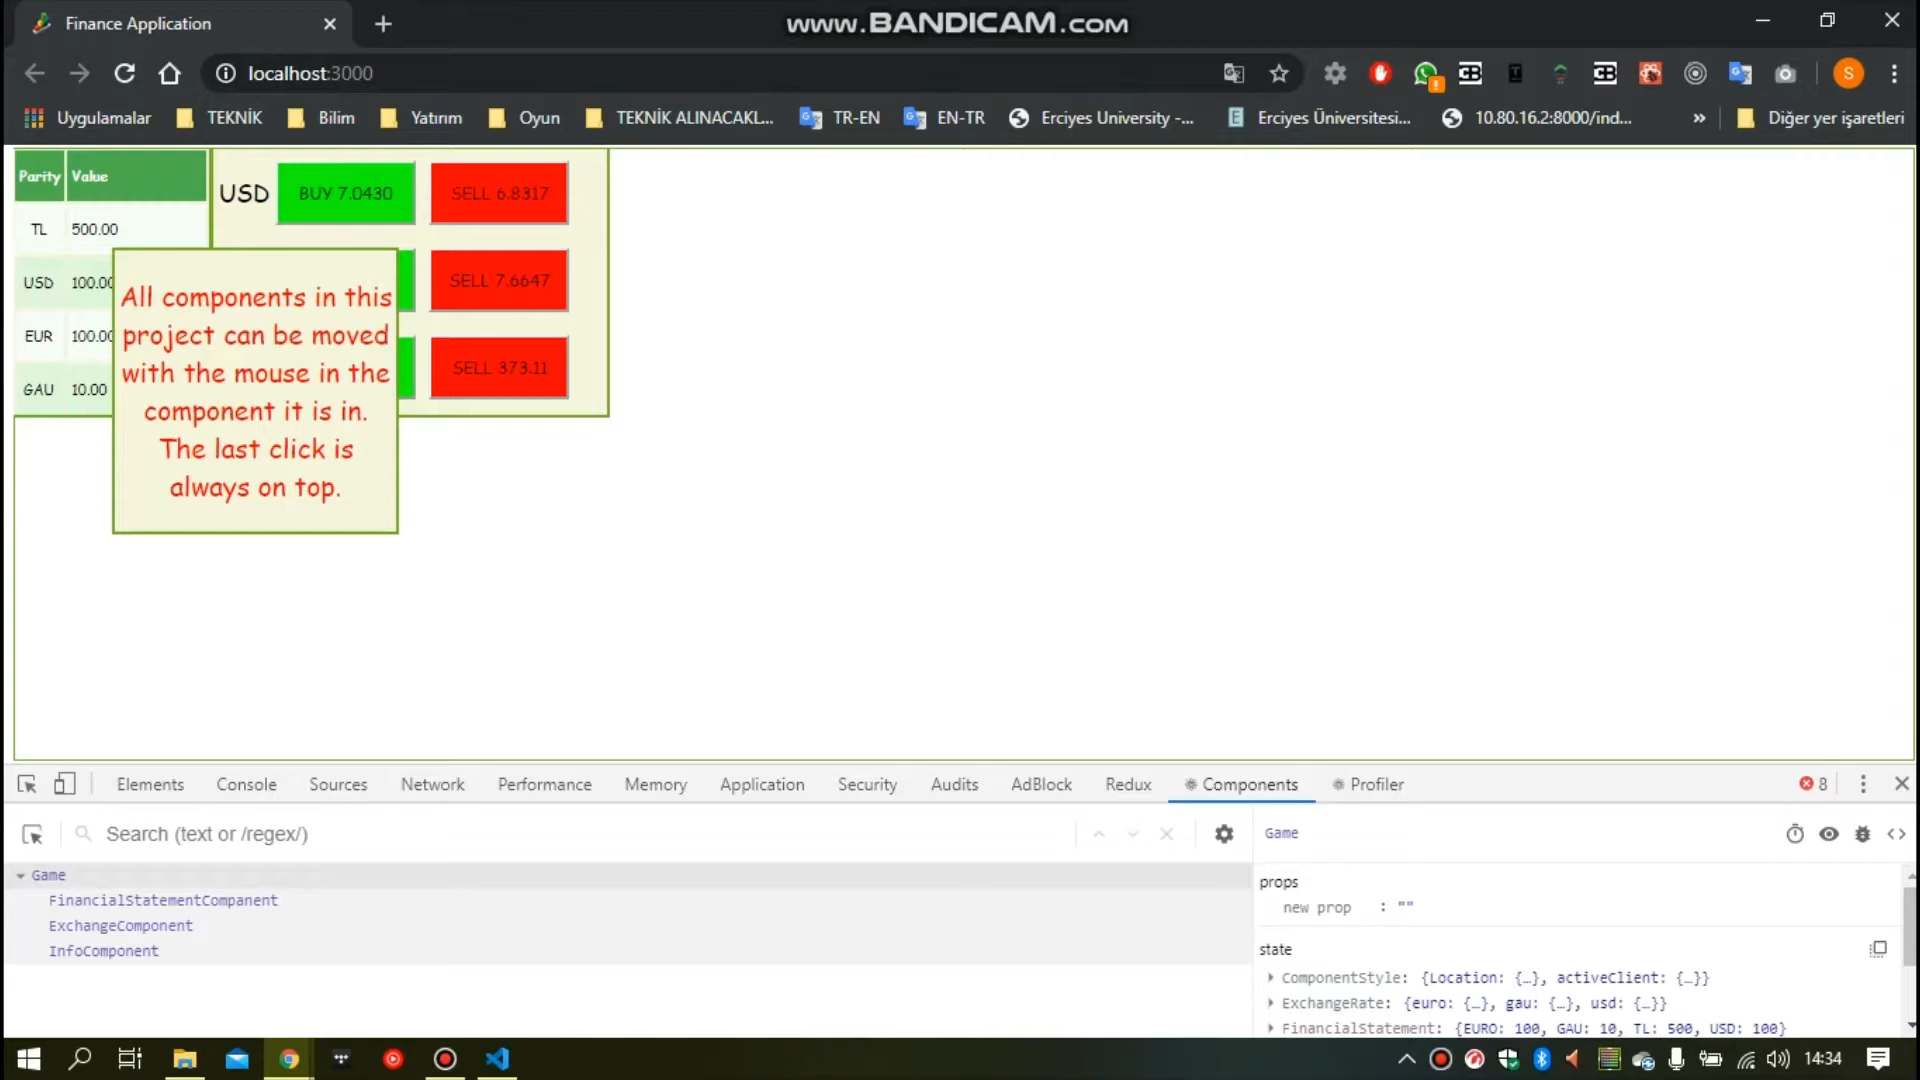 Finance Application
www.BANDICAM.com
localhost:3000
S
Uygulamalar
TEKNİK
Bilim
Yatırım
Oyun
TEKNİK ALINACAKL...
TR-EN
EN-TR
Erciyes University -...
Erciyes Üniversitesi...
10.80.16.2:8000/ind...
»
Diğer yer işaretleri
Parity Value
TL 500.00
USD 100.00
EUR 100.00
GAU 10.00
USD BUY 7.0430 SELL 6.8317
SELL 7.6647
SELL 373.11
All components in this
project can be moved
with the mouse in the
component it is in.
The last click is
always on top.
Elements Console Sources Network Performance Memory Application Security Audits AdBlock Redux Components Profiler 8
Search (text or /regex/)
Game
FinancialStatementCompanent
ExchangeComponent
InfoComponent
Game
props
new prop : ""
state
ComponentStyle: {Location: {…}, activeClient: {…}}
ExchangeRate: {euro: {…}, gau: {…}, usd: {…}}
FinancialStatement: {EURO: 100, GAU: 10, TL: 500, USD: 100}
14:34